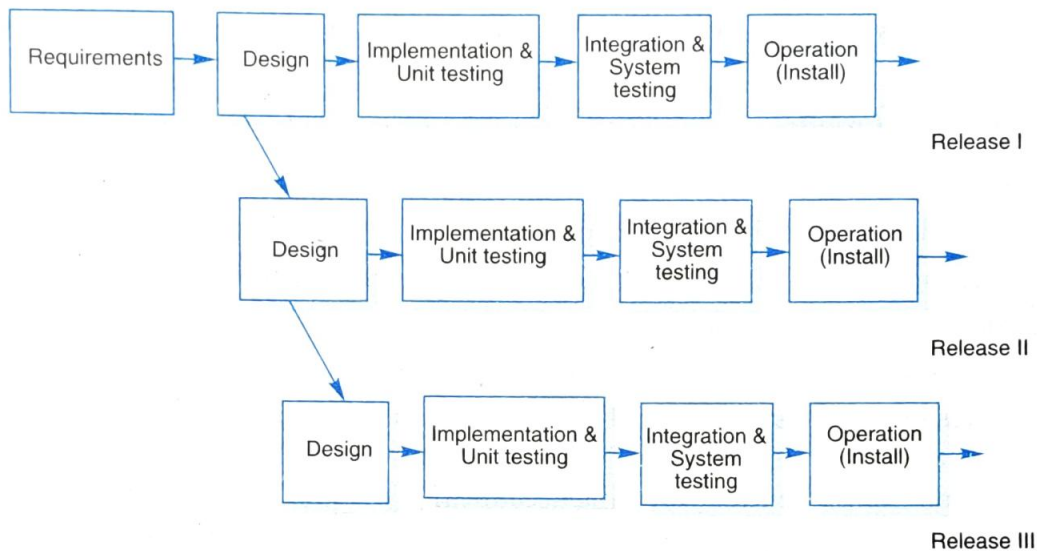 Requirements
Design
Implementation &
Unit testing
Integration &
System
testing
Operation
(Install)
Release I
Design
Implementation &
Unit testing
Integration &
System
testing
Operation
(Install)
Release II
Design
Implementation &
Unit testing
Integration &
System
testing
Operation
(Install)
Release III